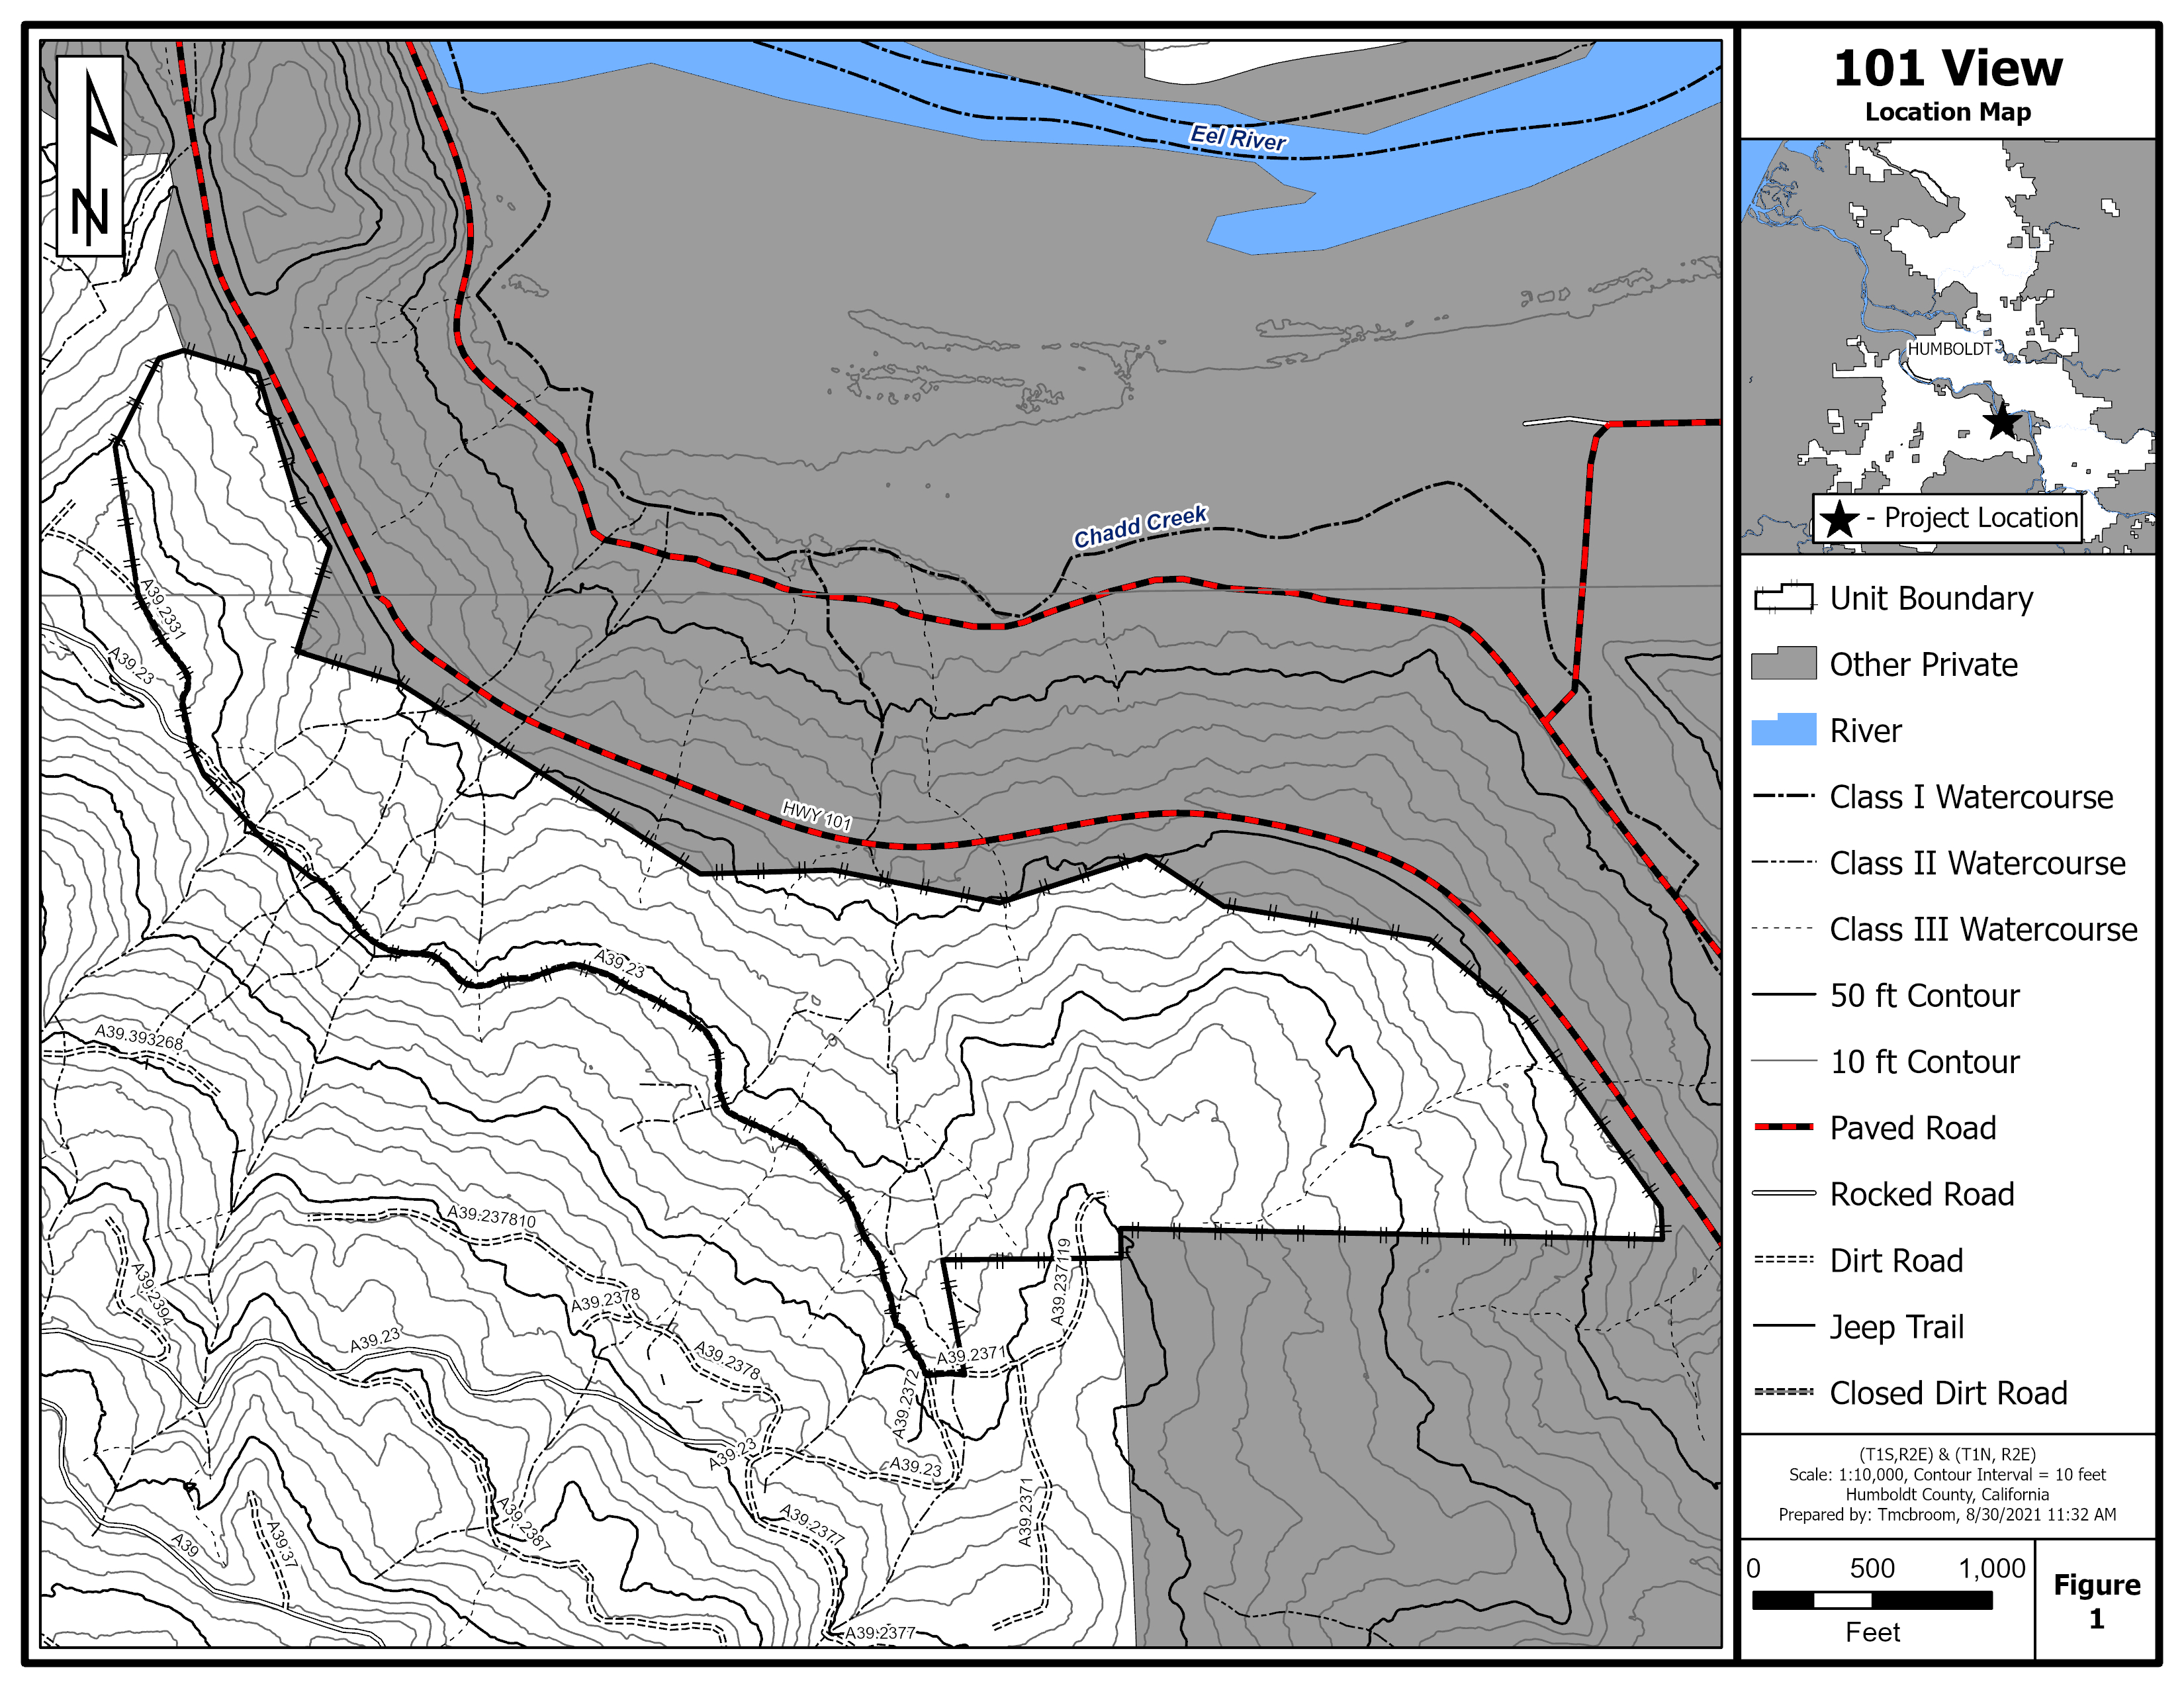 101 View
Location Map
HUMBOLDT
- Project Location
Unit Boundary
Other Private
River
Class I Watercourse
Class II Watercourse
Class III Watercourse
50 ft Contour
10 ft Contour
Paved Road
Rocked Road
Dirt Road
Jeep Trail
Closed Dirt Road
(T1S,R2E) & (T1N, R2E)
Scale: 1:10,000, Contour Interval = 10 feet
Humboldt County, California
Prepared by: Tmcbroom, 8/30/2021 11:32 AM
0 500 1,000
Feet
Figure
1
N
Eel River
Chadd Creek
HWY 101
A39.2331
A39.23
A39.23
A39.393268
A39.237810
A39.2394
A39.2378
A39.23
A39.2378
A39.237119
A39.2371
A39.2372
A39.23
A39.23
A39.2371
A39.2387
A39.2377
A39
A39.37
A39.2377